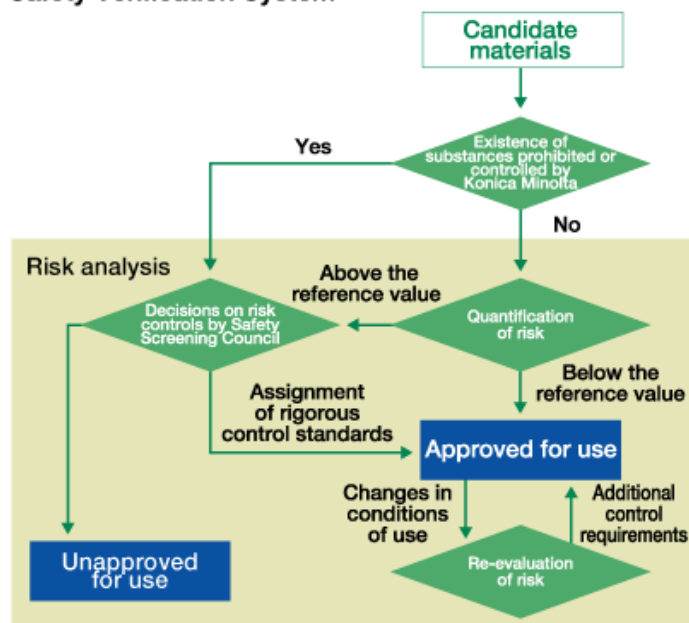 Safety Verification System
Candidate
materials
Existence of
substances prohibited or
controlled by
Konica Minolta
Yes
No
Risk analysis
Above the
reference value
Decisions on risk
controls by Safety
Screening Council
Quantification
of risk
Below the
reference value
Assignment
of rigorous
control standards
Approved for use
Changes in
conditions
of use
Additional
control
requirements
Unapproved
for use
Re-evaluation
of risk